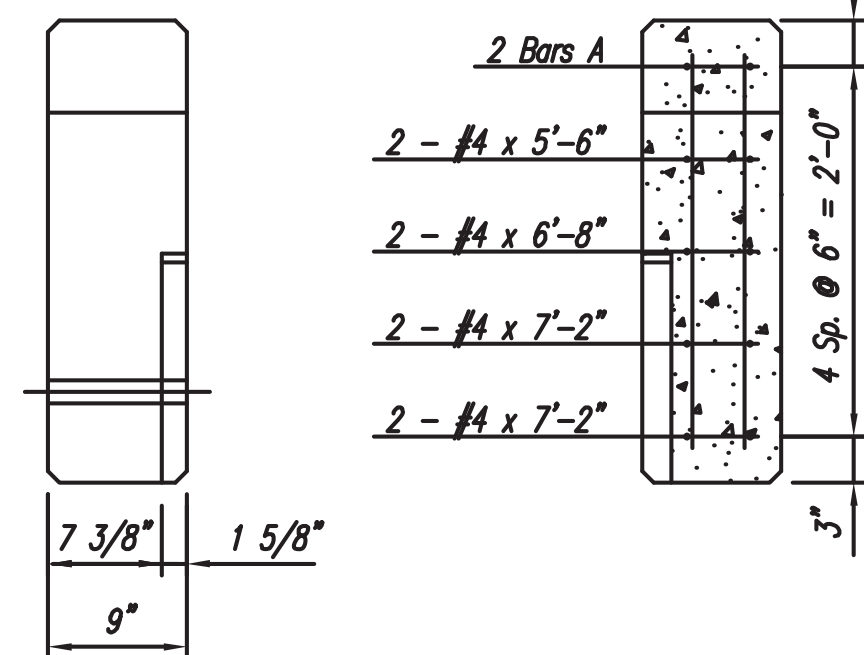 2 Bars A
2 - #4 x 5'-6"
2 - #4 x 6'-8"
2 - #4 x 7'-2"
2 - #4 x 7'-2"
4 Sp. @ 6" = 2'-0"
3"
7 3/8"
1 5/8"
9"